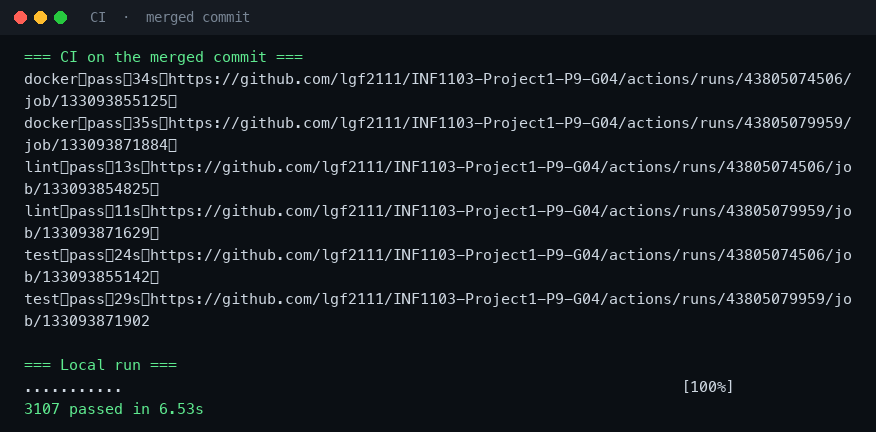 CI · merged commit
=== CI on the merged commit ===
docker▯pass▯34s▯https://github.com/lgf2111/INF1103-Project1-P9-G04/actions/runs/43805074506/
job/133093855125▯
docker▯pass▯35s▯https://github.com/lgf2111/INF1103-Project1-P9-G04/actions/runs/43805079959/
job/133093871884▯
lint▯pass▯13s▯https://github.com/lgf2111/INF1103-Project1-P9-G04/actions/runs/43805074506/jo
b/133093854825▯
lint▯pass▯11s▯https://github.com/lgf2111/INF1103-Project1-P9-G04/actions/runs/43805079959/jo
b/133093871629▯
test▯pass▯24s▯https://github.com/lgf2111/INF1103-Project1-P9-G04/actions/runs/43805074506/jo
b/133093855142▯
test▯pass▯29s▯https://github.com/lgf2111/INF1103-Project1-P9-G04/actions/runs/43805079959/jo
b/133093871902
=== Local run ===
........... [100%]
3107 passed in 6.53s